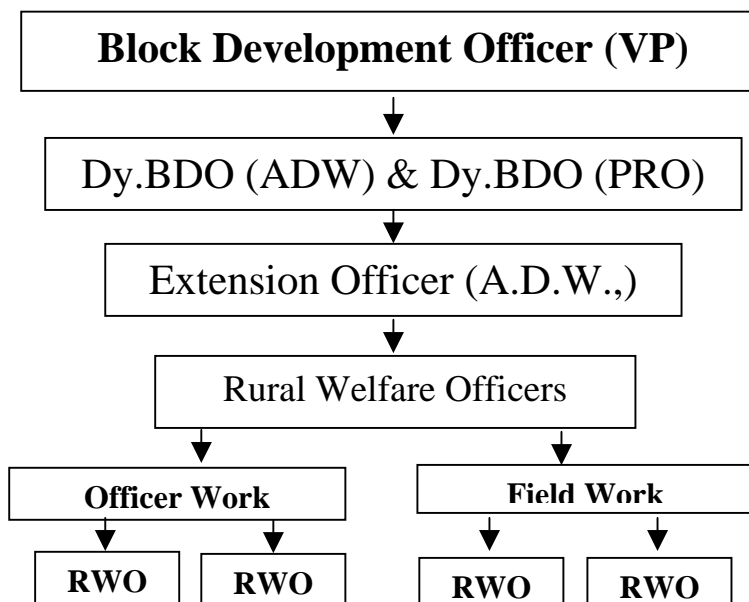 Block Development Officer (VP)
Dy.BDO (ADW) & Dy.BDO (PRO)
Extension Officer (A.D.W.,)
Rural Welfare Officers
Officer Work
Field Work
RWO
RWO
RWO
RWO